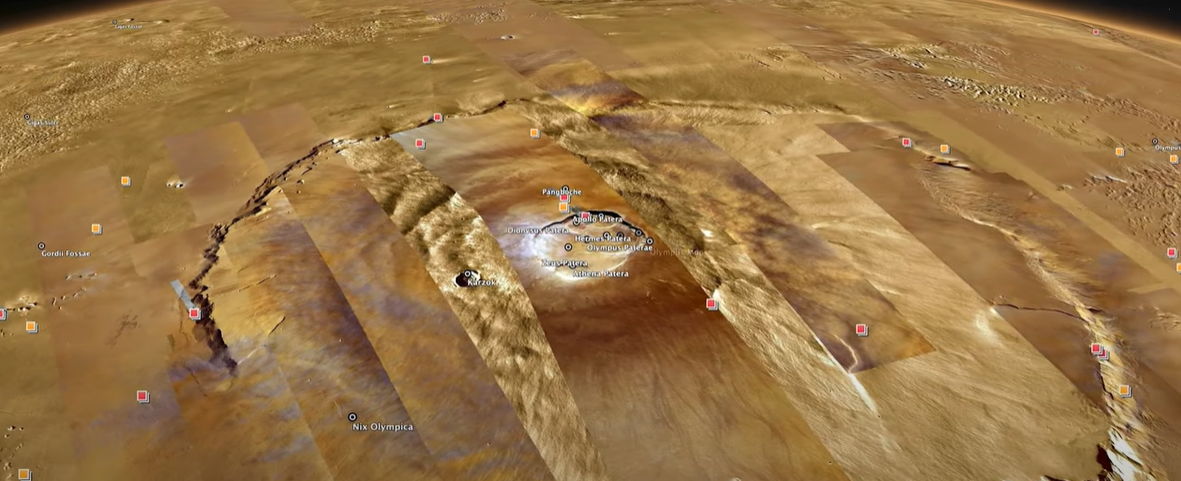 Pangboche
Apollo Patera
Dionysus Patera
Hermes Patera
Olympus Paterae
Gordii Fossae
Zeus Patera
Athena Patera
Karzok
Nix Olympica